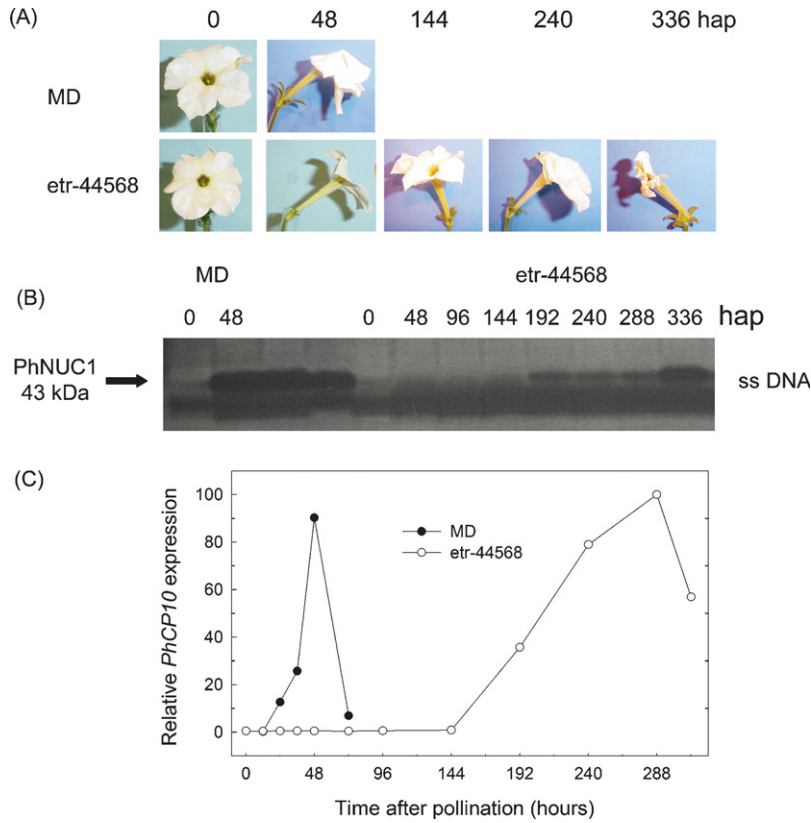 (A)
0 48 144 240 336 hap
MD
etr-44568
MD etr-44568
(B)
0 48 0 48 96 144 192 240 288 336 hap
PhNUC1
43 kDa
ss DNA
(C)
100
80
60
40
20
0
Relative PhCP10 expression
MD
etr-44568
0 48 96 144 192 240 288
Time after pollination (hours)